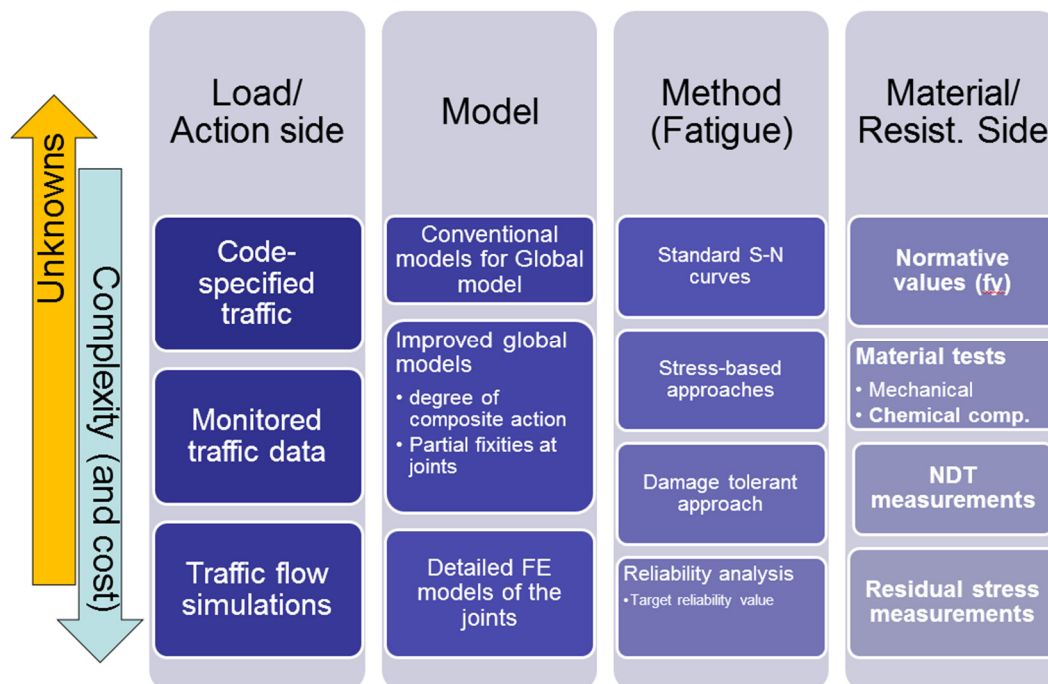 Unknowns
Complexity (and cost)
Load/
Action side
Code-
specified
traffic
Monitored
traffic data
Traffic flow
simulations
Model
Conventional
models for Global
model
Improved global
models
• degree of
composite action
• Partial fixities at
joints
Detailed FE
models of the
joints
Method
(Fatigue)
Standard S-N
curves
Stress-based
approaches
Damage tolerant
approach
Reliability analysis
• Target reliability value
Material/
Resist. Side
Normative
values (fy)
Material tests
• Mechanical
• Chemical comp.
NDT
measurements
Residual stress
measurements